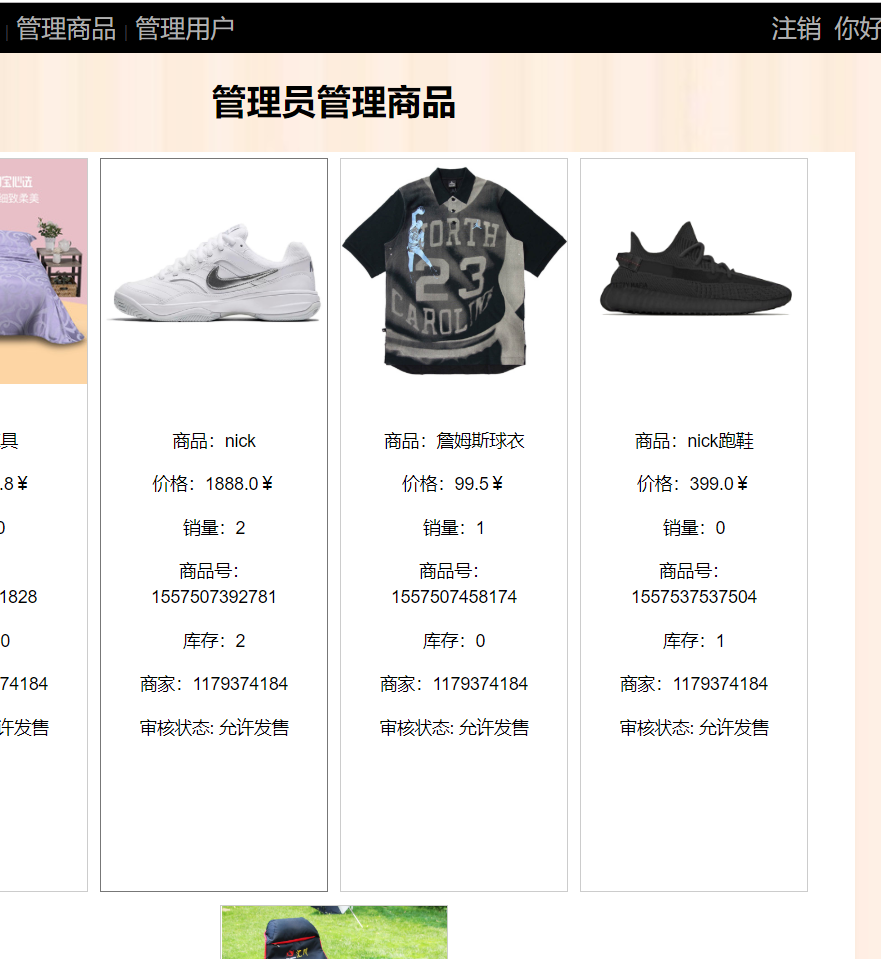 管理商品 | 管理用户
注销 你好
管理员管理商品
宝心选
细致柔美
具
.8¥
0
1828
0
74184
许发售
商品：nick
价格：1888.0¥
销量：2
商品号：
1557507392781
库存：2
商家：1179374184
审核状态: 允许发售
NORTH
23
CAROLINA
商品：詹姆斯球衣
价格：99.5¥
销量：1
商品号：
1557507458174
库存：0
商家：1179374184
审核状态: 允许发售
商品：nick跑鞋
价格：399.0¥
销量：0
商品号：
1557537537504
库存：1
商家：1179374184
审核状态: 允许发售